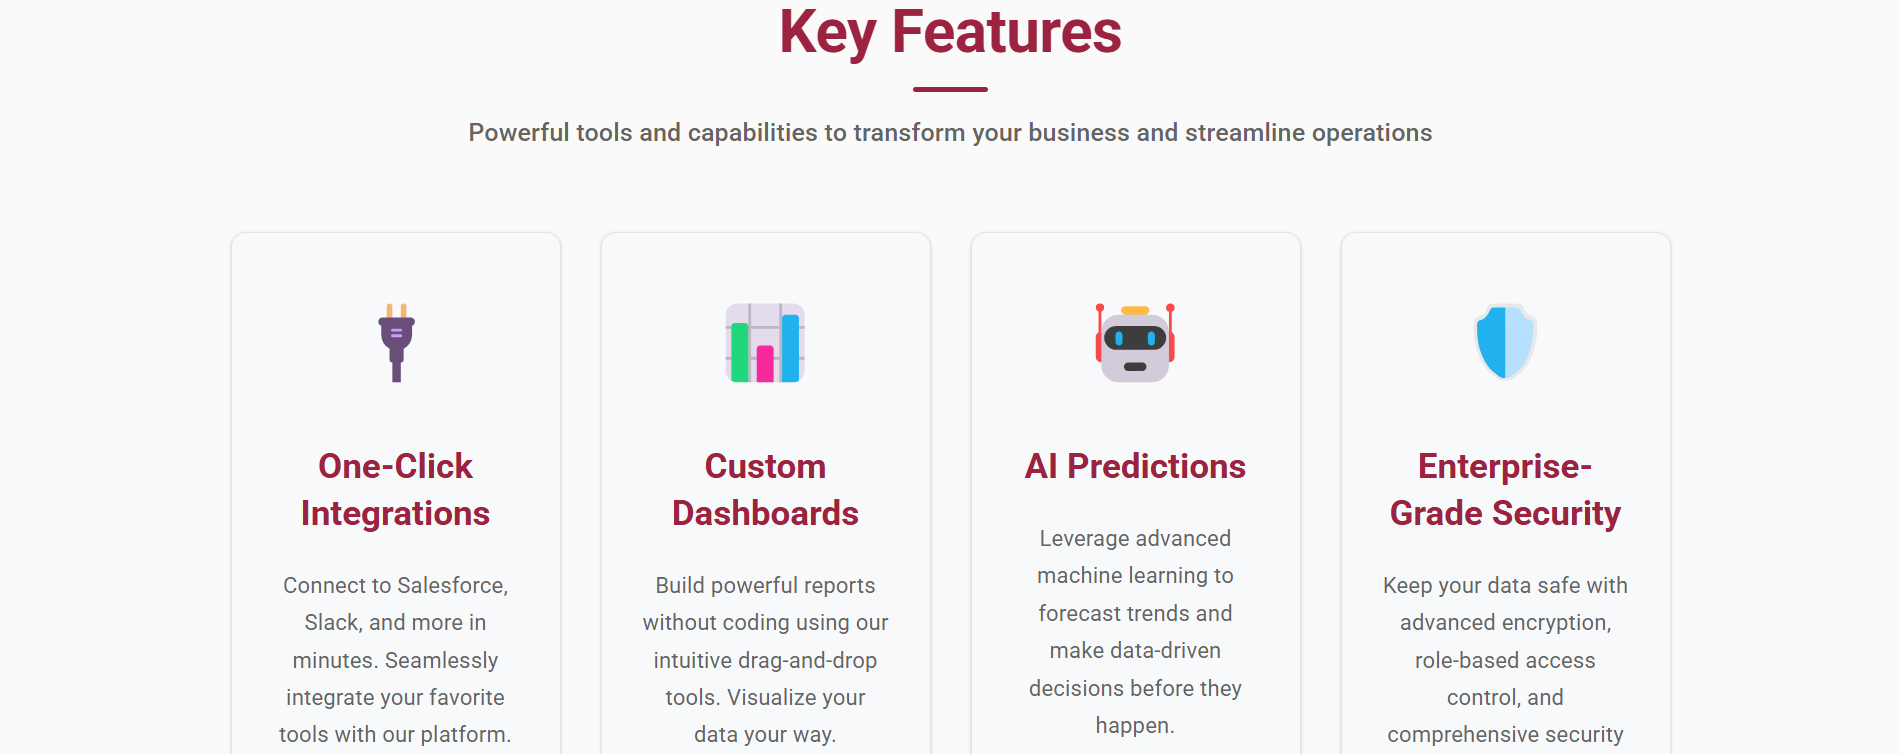 Key Features
Powerful tools and capabilities to transform your business and streamline operations
One-Click
Integrations
Connect to Salesforce,
Slack, and more in
minutes. Seamlessly
integrate your favorite
tools with our platform.
Custom
Dashboards
Build powerful reports
without coding using our
intuitive drag-and-drop
tools. Visualize your
data your way.
AI Predictions
Leverage advanced
machine learning to
forecast trends and
make data-driven
decisions before they
happen.
Enterprise-
Grade Security
Keep your data safe with
advanced encryption,
role-based access
control, and
comprehensive security